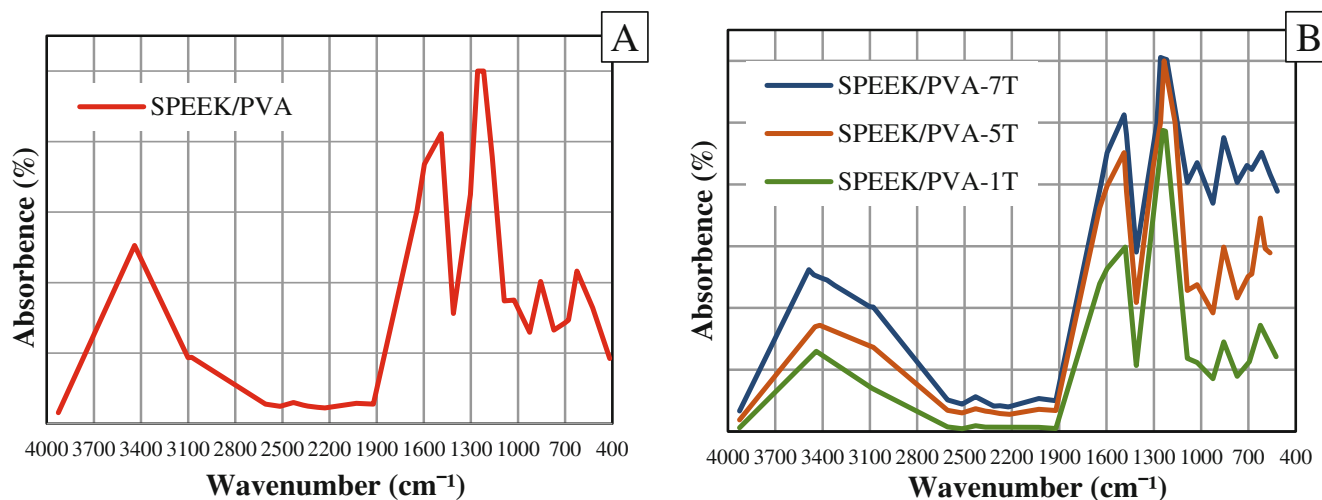 A
SPEEK/PVA
Absorbence (%)
4000 3700 3400 3100 2800 2500 2200 1900 1600 1300 1000 700 400
Wavenumber (cm⁻¹)
B
SPEEK/PVA-7T
SPEEK/PVA-5T
SPEEK/PVA-1T
Absorbence (%)
4000 3700 3400 3100 2800 2500 2200 1900 1600 1300 1000 700 400
Wavenumber (cm⁻¹)